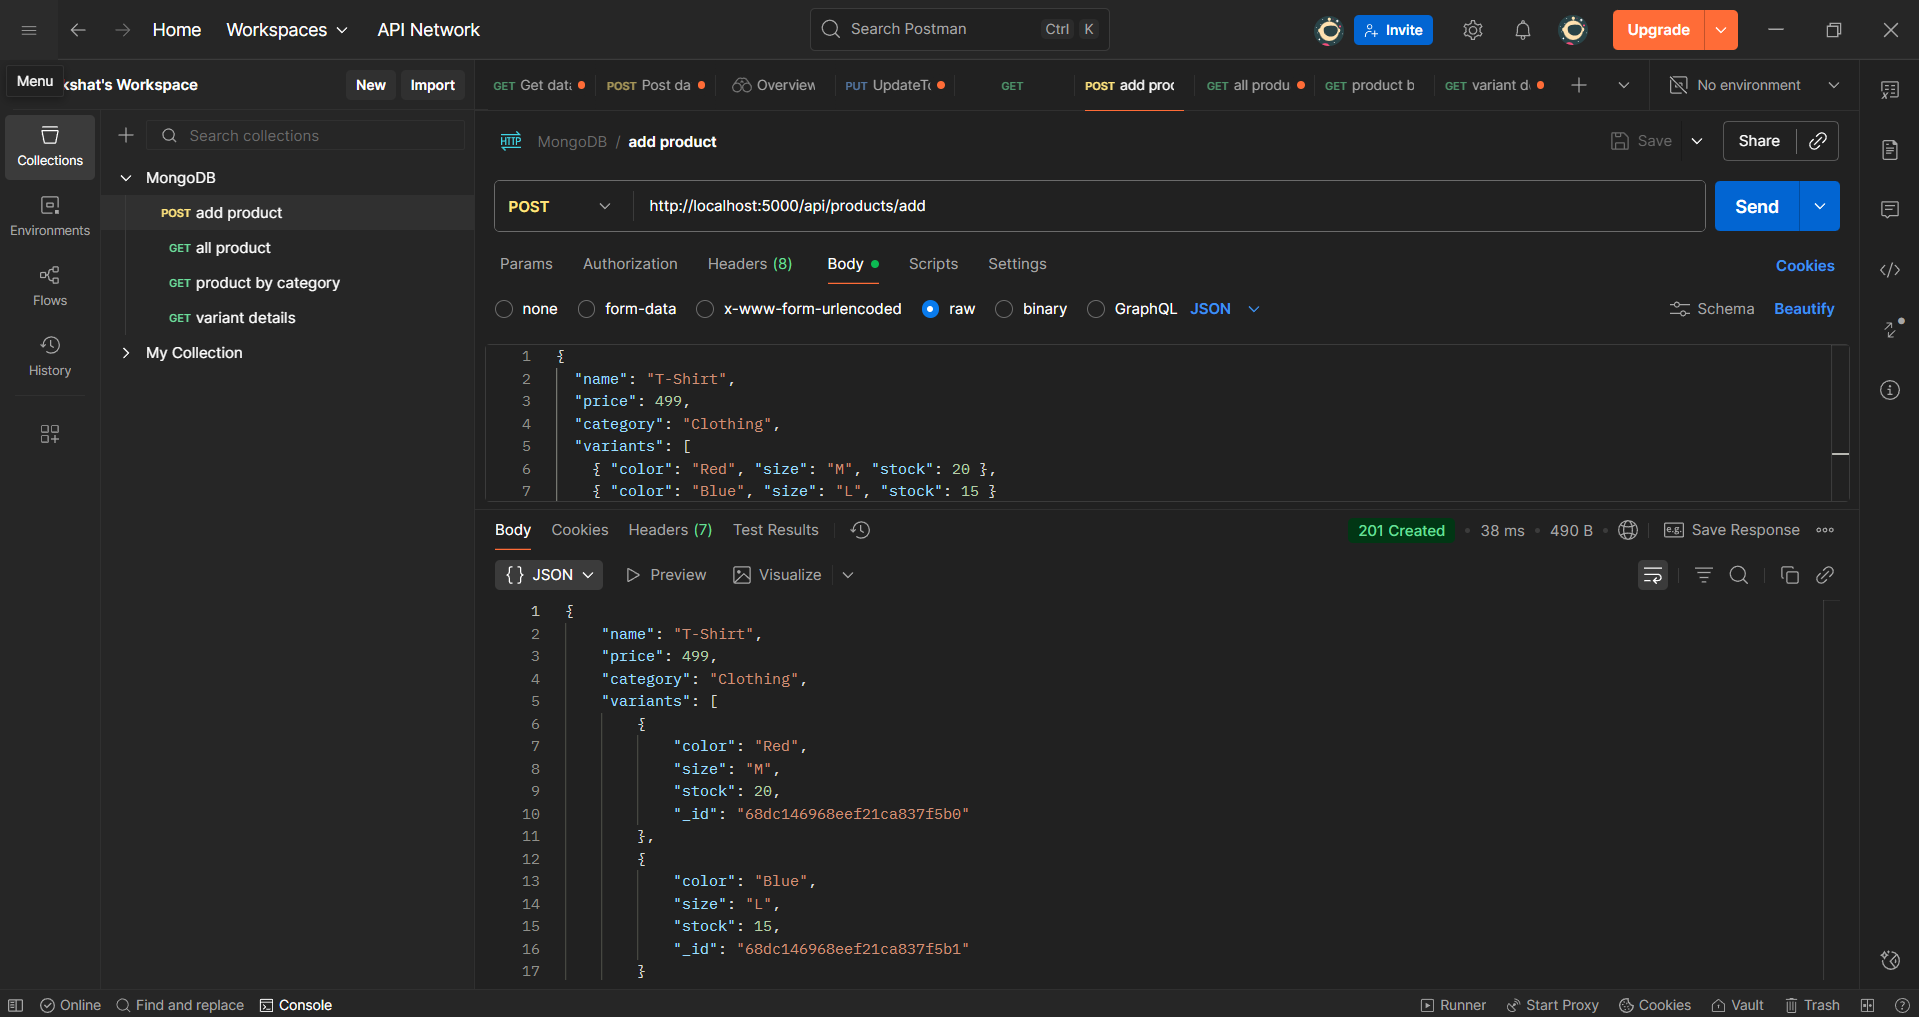 Home
Workspaces
API Network
Search Postman
Ctrl K
Invite
Upgrade
Menu
kshat's Workspace
New
Import
GET Get data
POST Post da
Overview
PUT UpdateTo
GET
POST add proc
GET all produ
GET product b
GET variant d
No environment
Collections
Environments
Flows
History
Search collections
MongoDB
POST add product
GET all product
GET product by category
GET variant details
My Collection
HTTP
MongoDB / add product
Save
Share
POST
http://localhost:5000/api/products/add
Send
Params
Authorization
Headers (8)
Body
Scripts
Settings
Cookies
none
form-data
x-www-form-urlencoded
raw
binary
GraphQL
JSON
Schema
Beautify
1 {
2 "name": "T-Shirt",
3 "price": 499,
4 "category": "Clothing",
5 "variants": [
6 { "color": "Red", "size": "M", "stock": 20 },
7 { "color": "Blue", "size": "L", "stock": 15 }
Body
Cookies
Headers (7)
Test Results
201 Created
38 ms
490 B
e.g. Save Response
{} JSON
Preview
Visualize
1 {
2 "name": "T-Shirt",
3 "price": 499,
4 "category": "Clothing",
5 "variants": [
6 {
7 "color": "Red",
8 "size": "M",
9 "stock": 20,
10 "_id": "68dc146968eef21ca837f5b0"
11 },
12 {
13 "color": "Blue",
14 "size": "L",
15 "stock": 15,
16 "_id": "68dc146968eef21ca837f5b1"
17 }
Online
Find and replace
Console
Runner
Start Proxy
Cookies
Vault
Trash